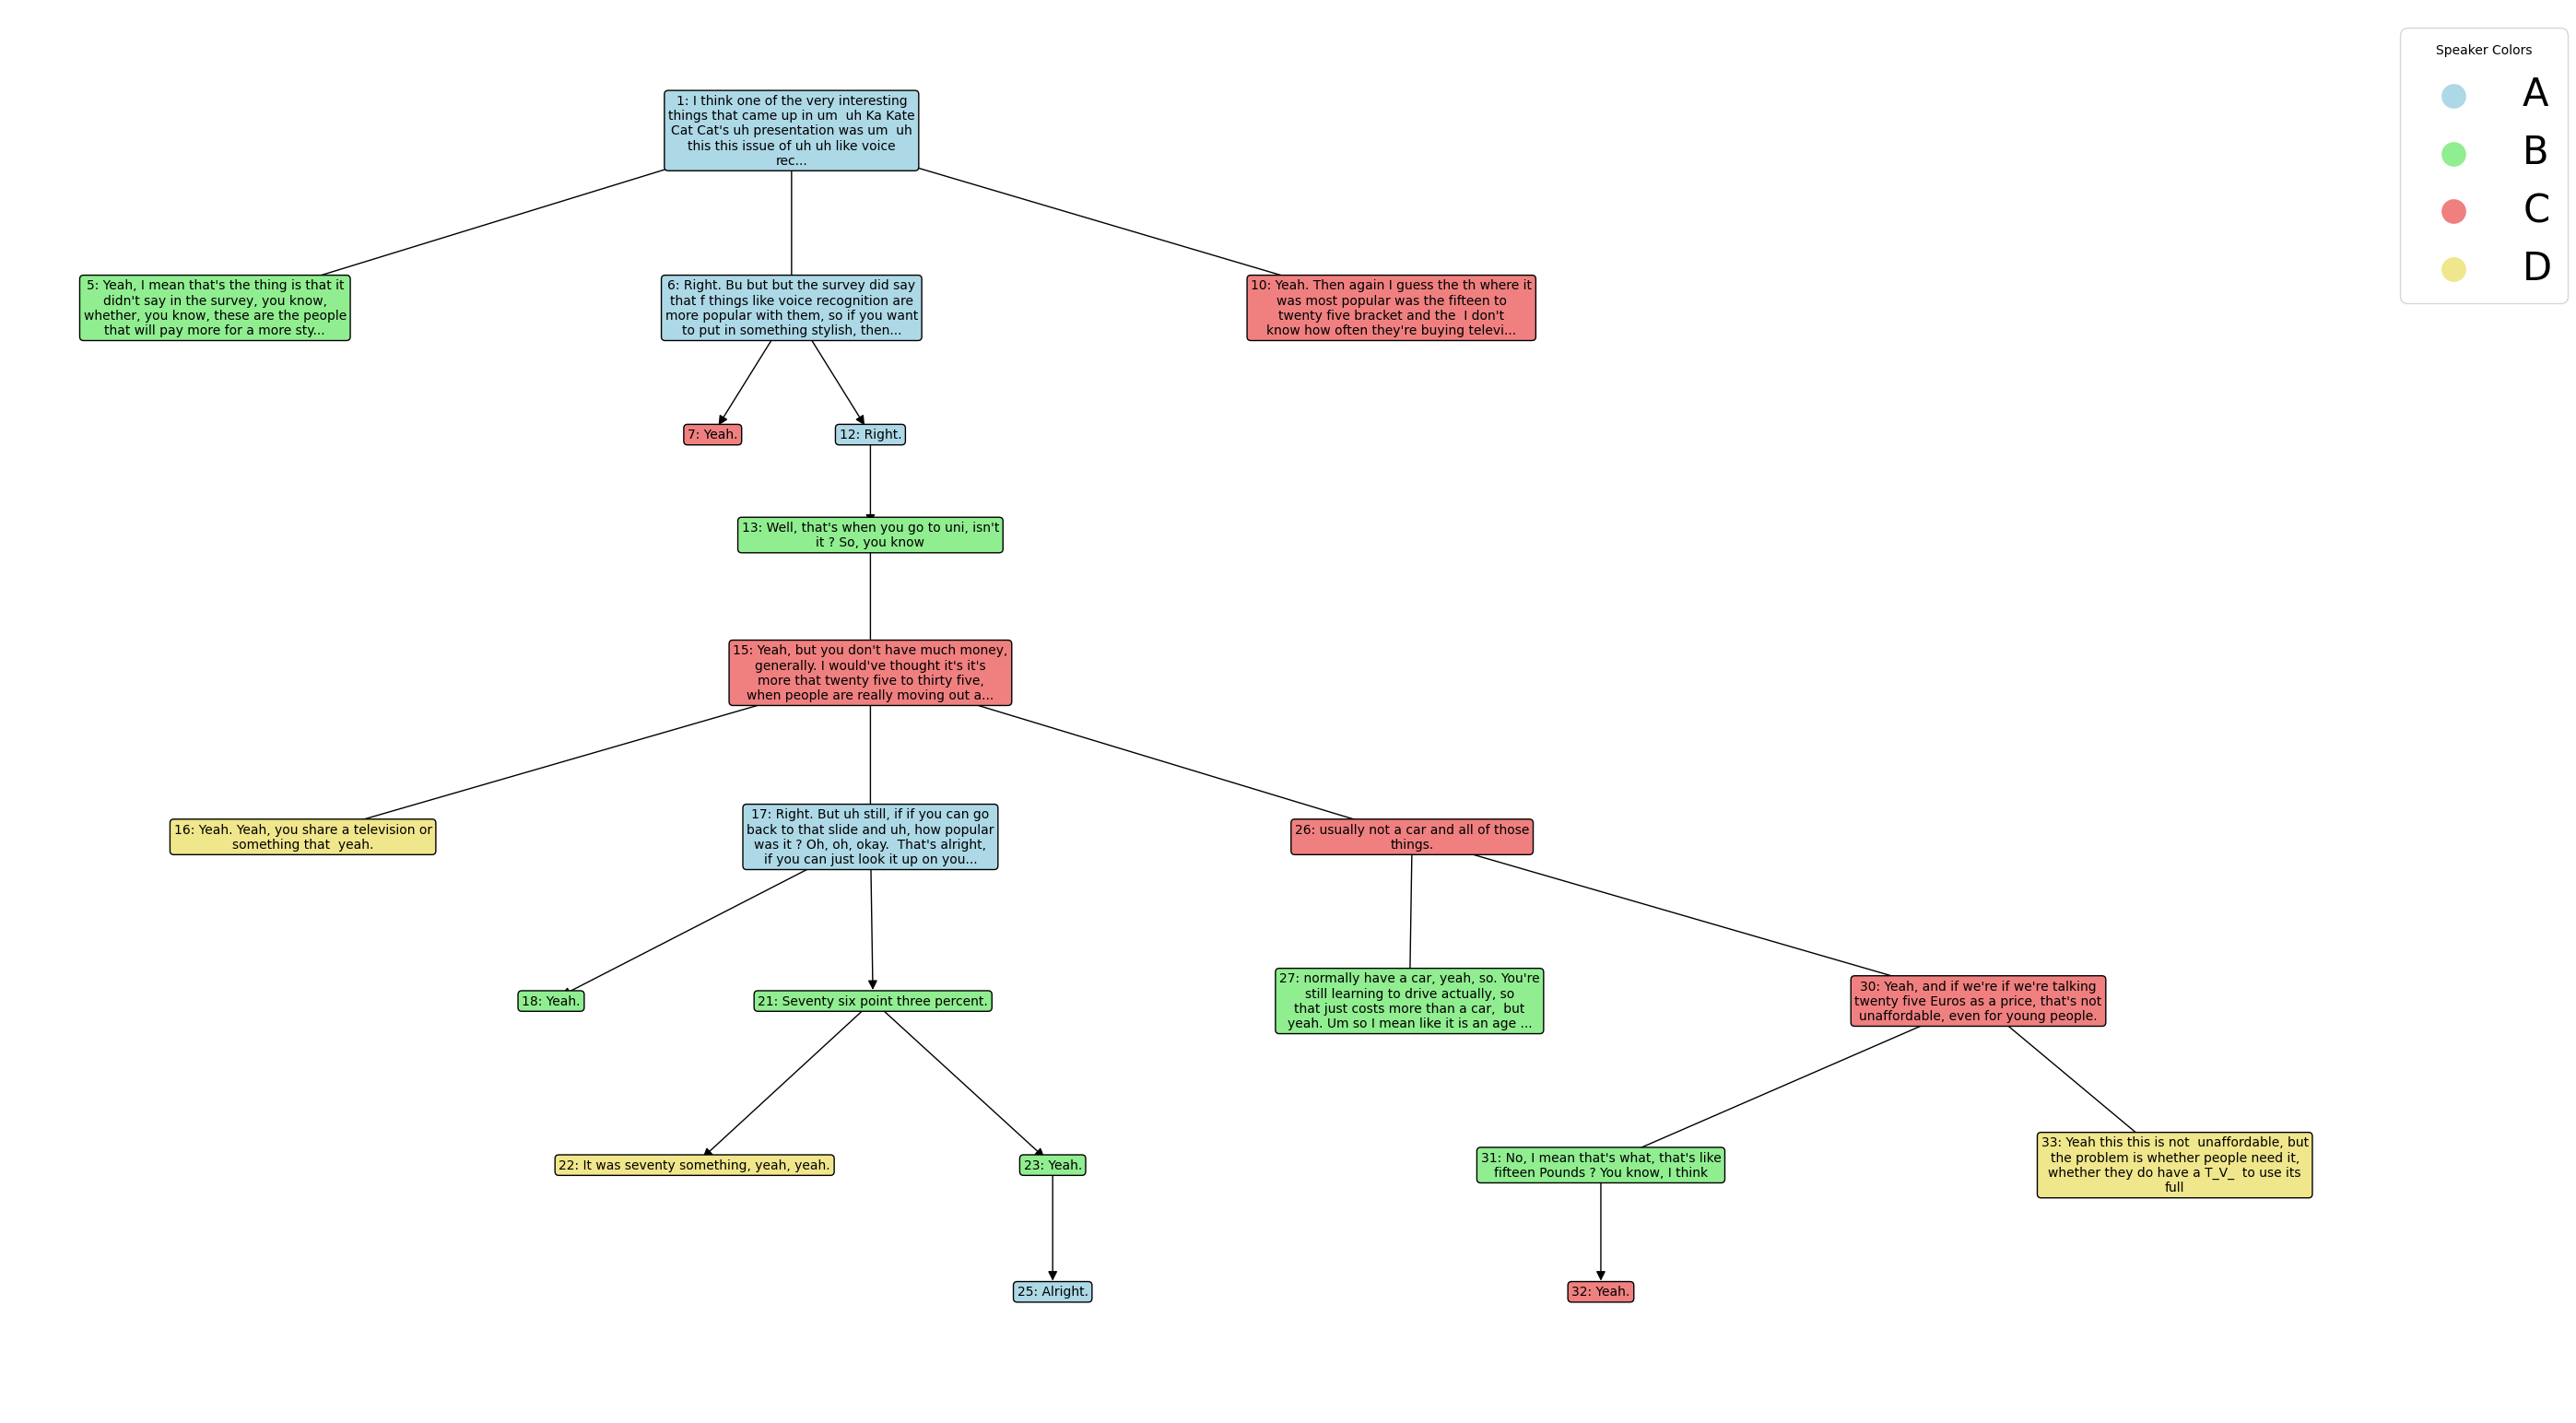 Speaker Colors
A
B
C
D
1: I think one of the very interesting
things that came up in um  uh Ka Kate
Cat Cat's uh presentation was um  uh
this this issue of uh uh like voice
rec...
5: Yeah, I mean that's the thing is that it
didn't say in the survey, you know,
whether, you know, these are the people
that will pay more for a more sty...
6: Right. Bu but but the survey did say
that f things like voice recognition are
more popular with them, so if you want
to put in something stylish, then...
10: Yeah. Then again I guess the th where it
was most popular was the fifteen to
twenty five bracket and the  I don't
know how often they're buying televi...
7: Yeah.
12: Right.
13: Well, that's when you go to uni, isn't
it ? So, you know
15: Yeah, but you don't have much money,
generally. I would've thought it's it's
more that twenty five to thirty five,
when people are really moving out a...
16: Yeah. Yeah, you share a television or
something that  yeah.
17: Right. But uh still, if if you can go
back to that slide and uh, how popular
was it ? Oh, oh, okay.  That's alright,
if you can just look it up on you...
26: usually not a car and all of those
things.
18: Yeah.
21: Seventy six point three percent.
27: normally have a car, yeah, so. You're
still learning to drive actually, so
that just costs more than a car,  but
yeah. Um so I mean like it is an age ...
30: Yeah, and if we're if we're talking
twenty five Euros as a price, that's not
unaffordable, even for young people.
22: It was seventy something, yeah, yeah.
23: Yeah.
31: No, I mean that's what, that's like
fifteen Pounds ? You know, I think
33: Yeah this this is not  unaffordable, but
the problem is whether people need it,
whether they do have a T_V_  to use its
full
25: Alright.
32: Yeah.